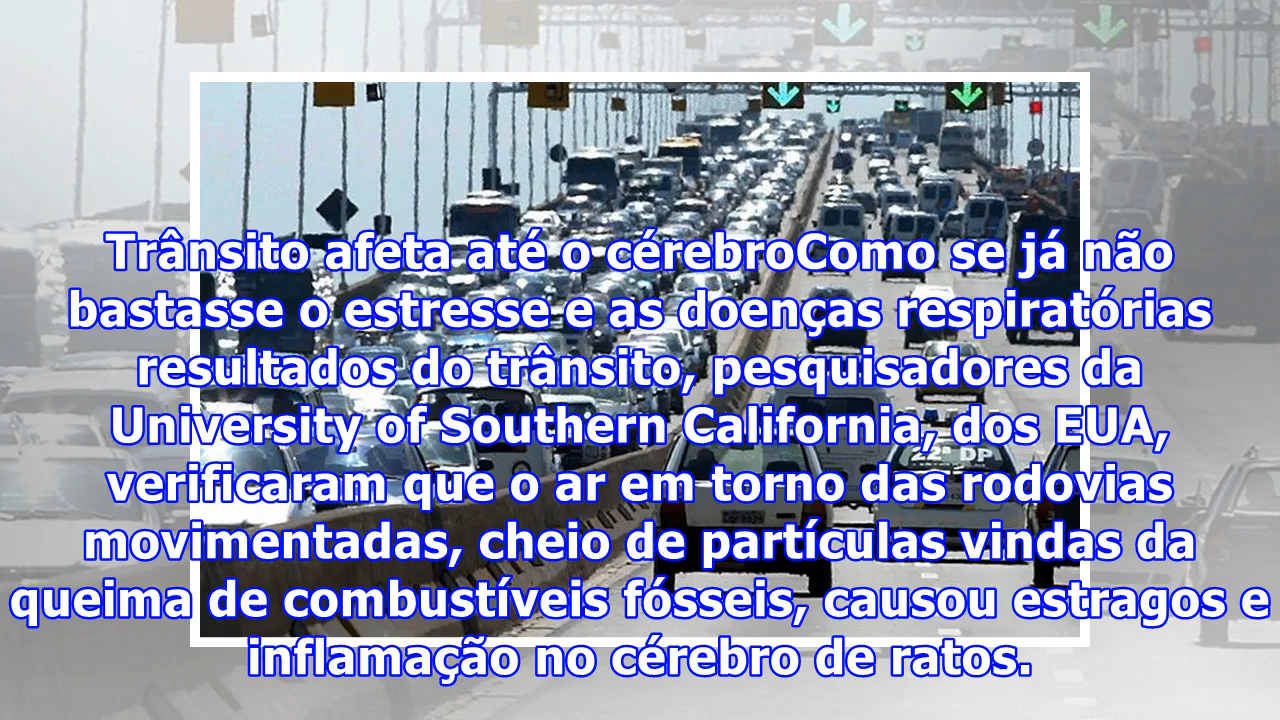 Trânsito afeta até o cérebroComo se já não
bastasse o estresse e as doenças respiratórias
resultados do trânsito, pesquisadores da
University of Southern California, dos EUA,
verificaram que o ar em torno das rodovias
movimentadas, cheio de partículas vindas da
queima de combustíveis fósseis, causou estragos e
inflamação no cérebro de ratos.
22ª DP